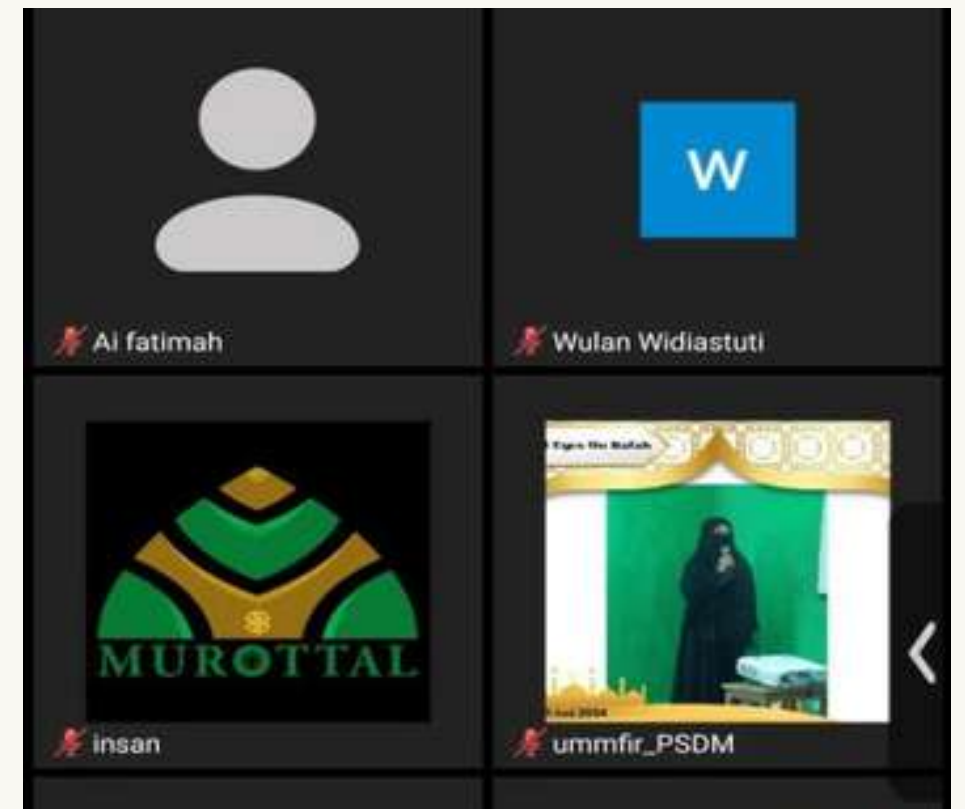 W
Ai fatimah
Wulan Widiastuti
MUROTTAL
insan
ummfir_PSDM